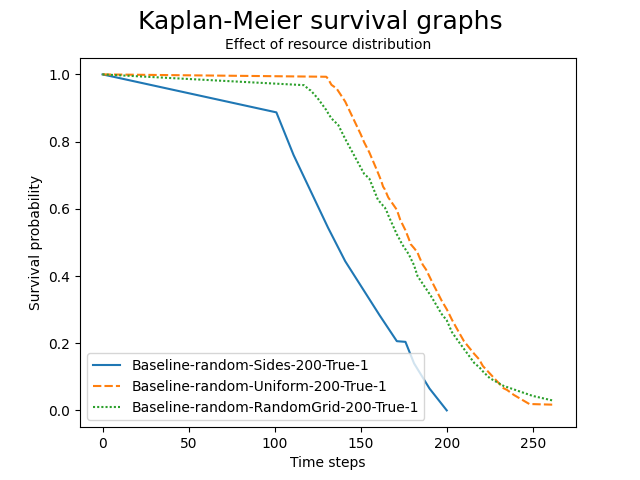 Kaplan-Meier survival graphs
Effect of resource distribution
Survival probability
1.0
0.8
0.6
0.4
0.2
0.0
Baseline-random-Sides-200-True-1
Baseline-random-Uniform-200-True-1
Baseline-random-RandomGrid-200-True-1
0 50 100 150 200 250
Time steps